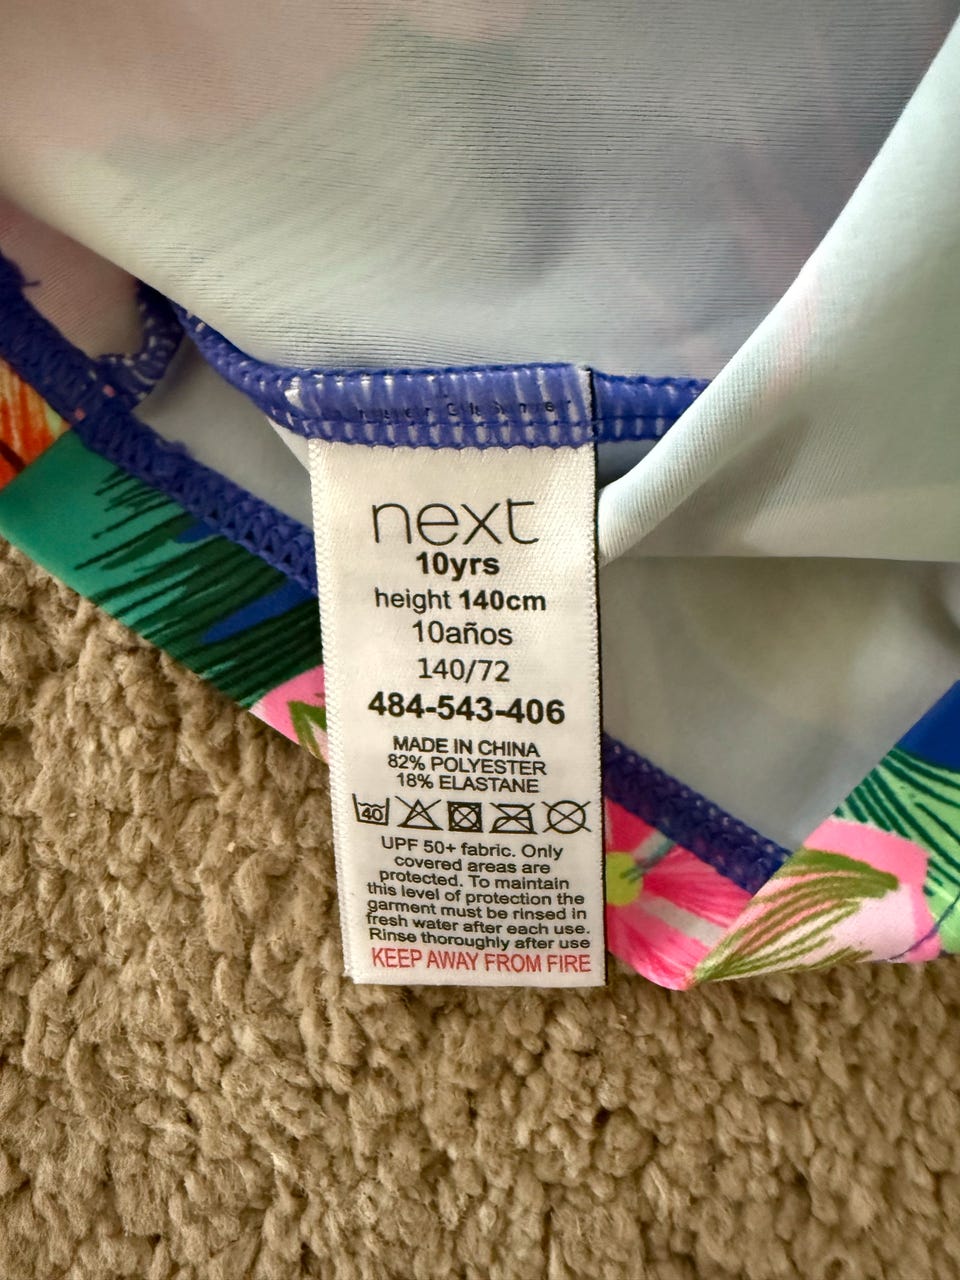 next
10yrs
height 140cm
10años
140/72
484-543-406
MADE IN CHINA
82% POLYESTER
18% ELASTANE
40
UPF 50+ fabric. Only
covered areas are
protected. To maintain
this level of protection the
garment must be rinsed in
fresh water after each use.
Rinse thoroughly after use
KEEP AWAY FROM FIRE